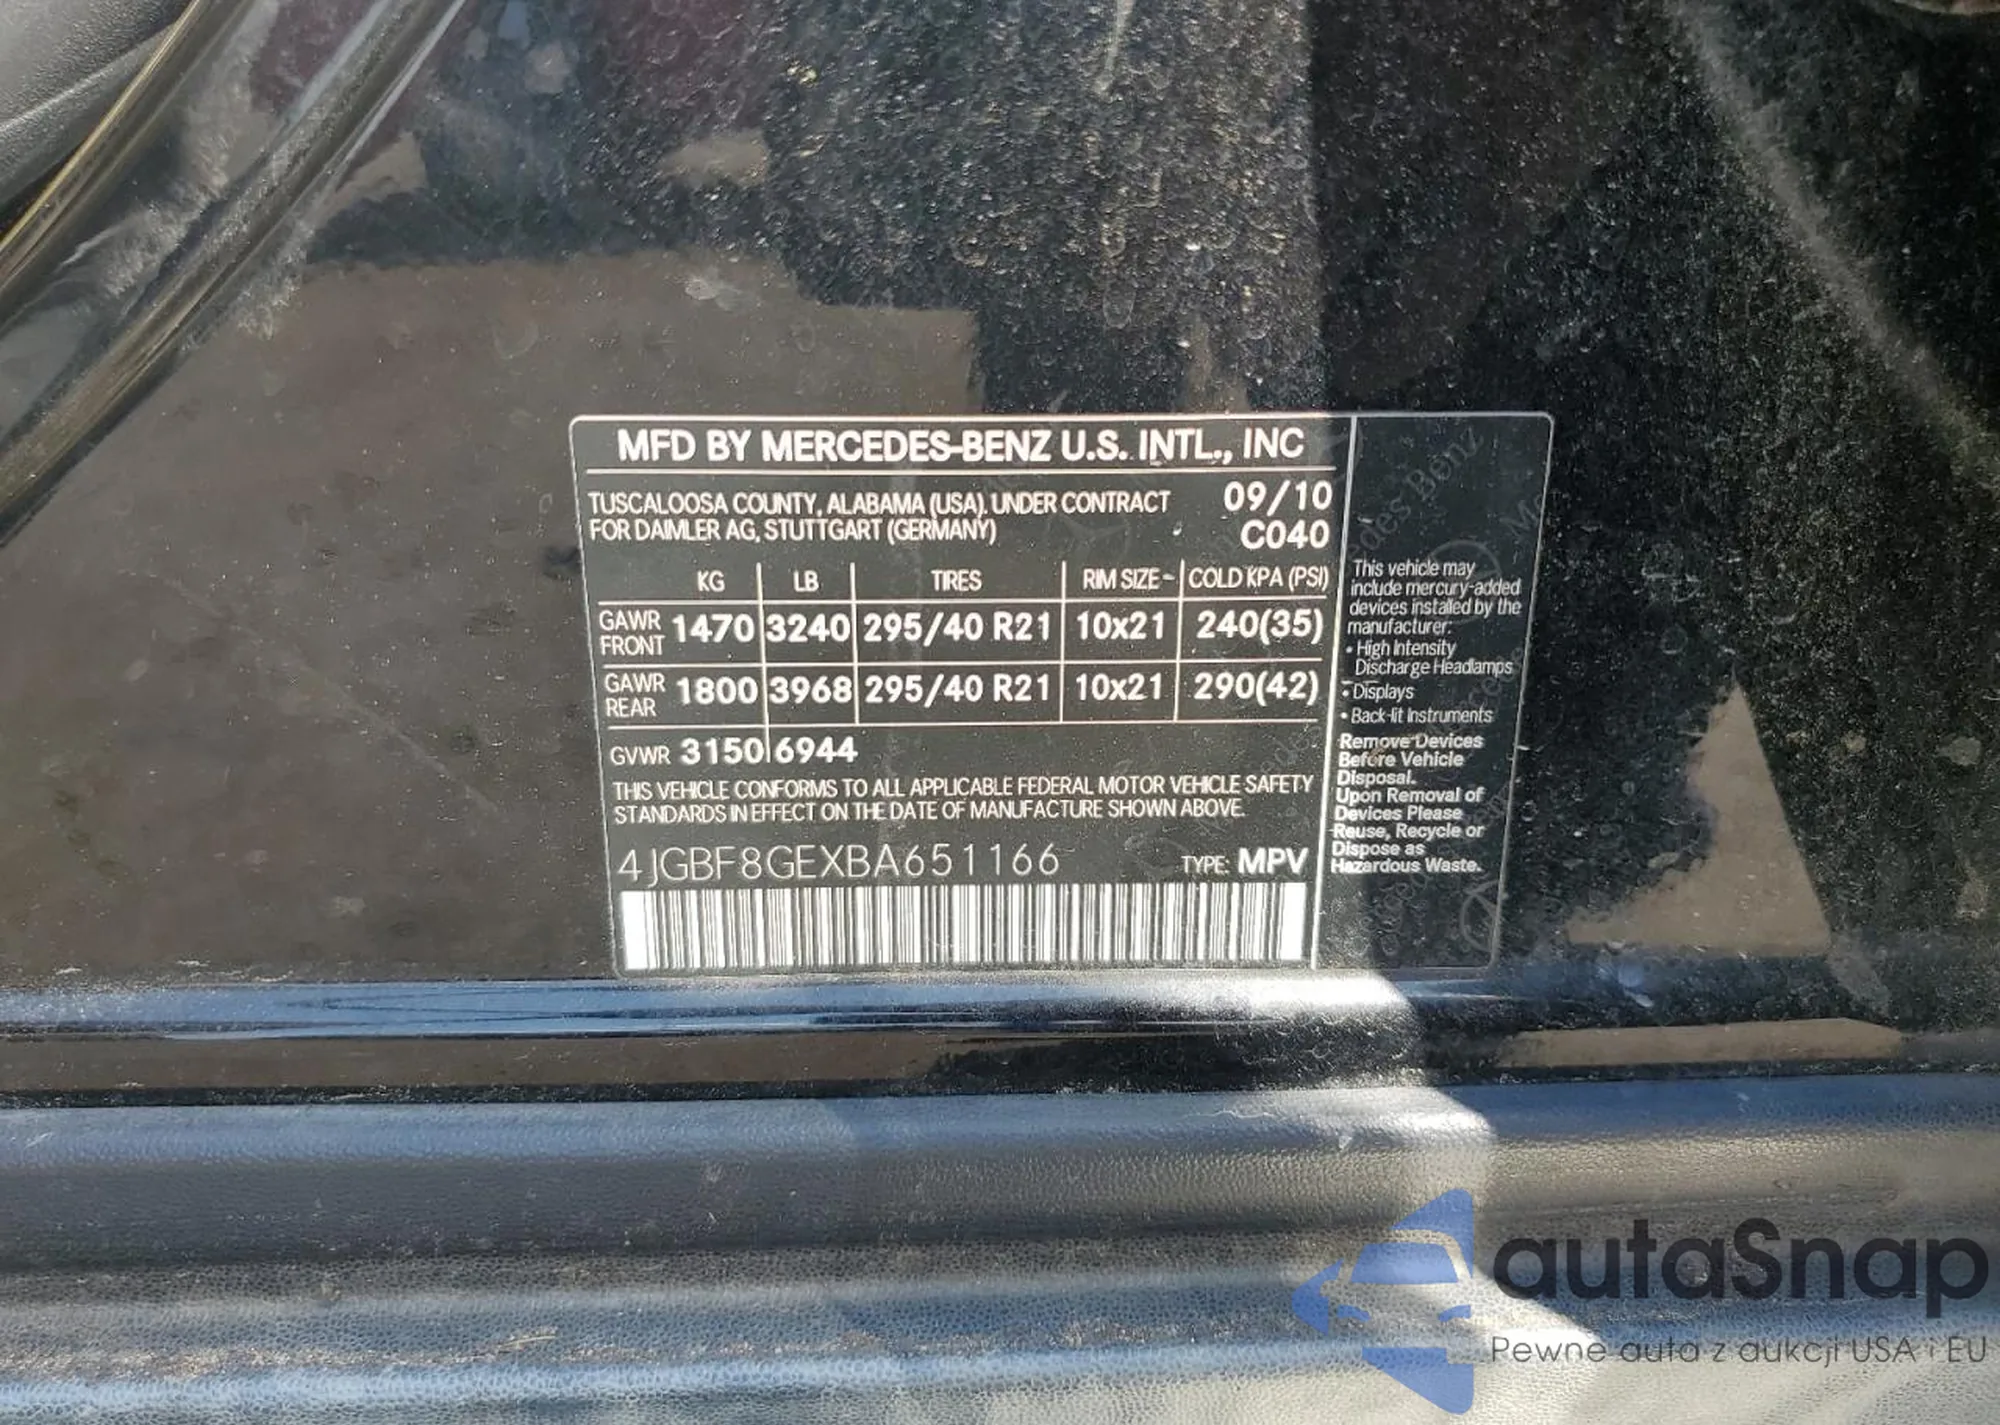 MFD BY MERCEDES-BENZ U.S. INTL., INC
TUSCALOOSA COUNTY, ALABAMA (USA). UNDER CONTRACT 09/10
FOR DAIMLER AG, STUTTGART (GERMANY) C040
KG LB TIRES RIM SIZE COLD KPA (PSI)
GAWR FRONT 1470 3240 295/40 R21 10x21 240(35)
GAWR REAR 1800 3968 295/40 R21 10x21 290(42)
GVWR 3150 6944
THIS VEHICLE CONFORMS TO ALL APPLICABLE FEDERAL MOTOR VEHICLE SAFETY
STANDARDS IN EFFECT ON THE DATE OF MANUFACTURE SHOWN ABOVE.
4JGBF8GEXBA651166 TYPE: MPV
This vehicle may
include mercury-added
devices installed by the
manufacturer:
• High Intensity
Discharge Headlamps
• Displays
• Back-lit Instruments
Remove Devices
Before Vehicle
Disposal.
Upon Removal of
Devices Please
Reuse, Recycle or
Dispose as
Hazardous Waste.
autaSnap
Pewne auta z aukcji USA i EU